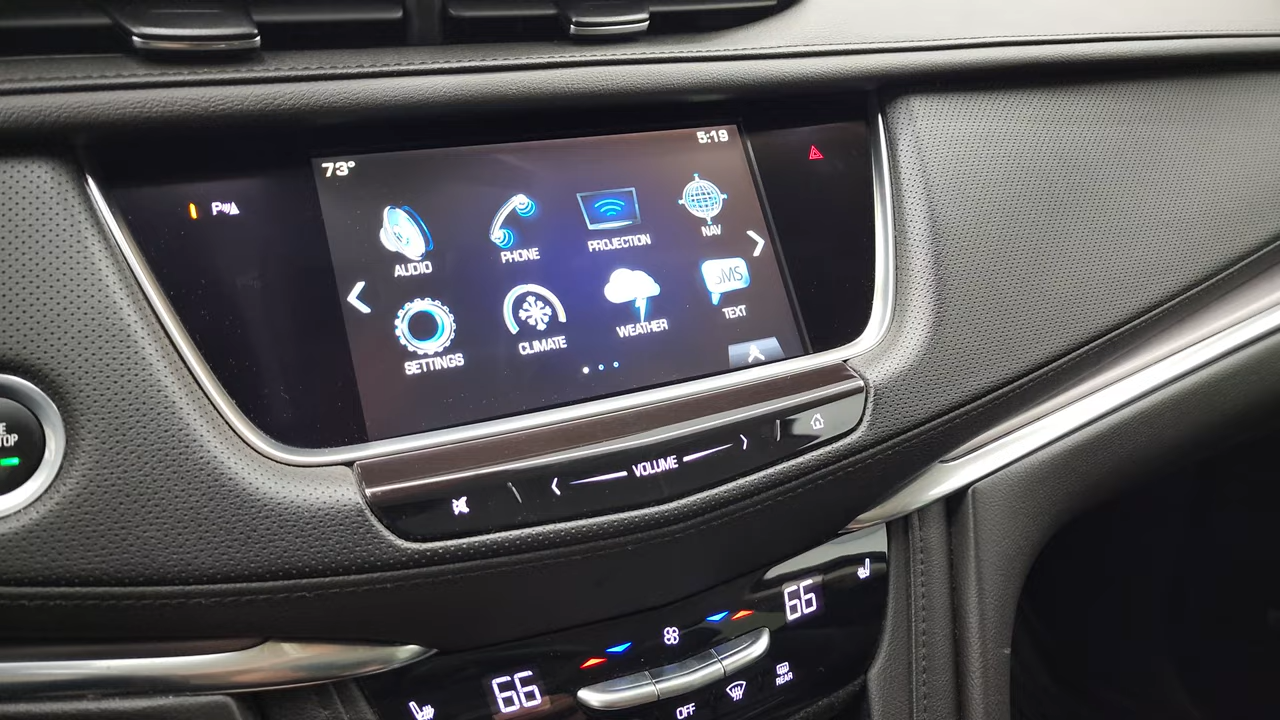 73°
5:19
P
AUDIO
PHONE
PROJECTION
NAV
SETTINGS
CLIMATE
WEATHER
SMS
TEXT
VOLUME
66
66
OFF
REAR